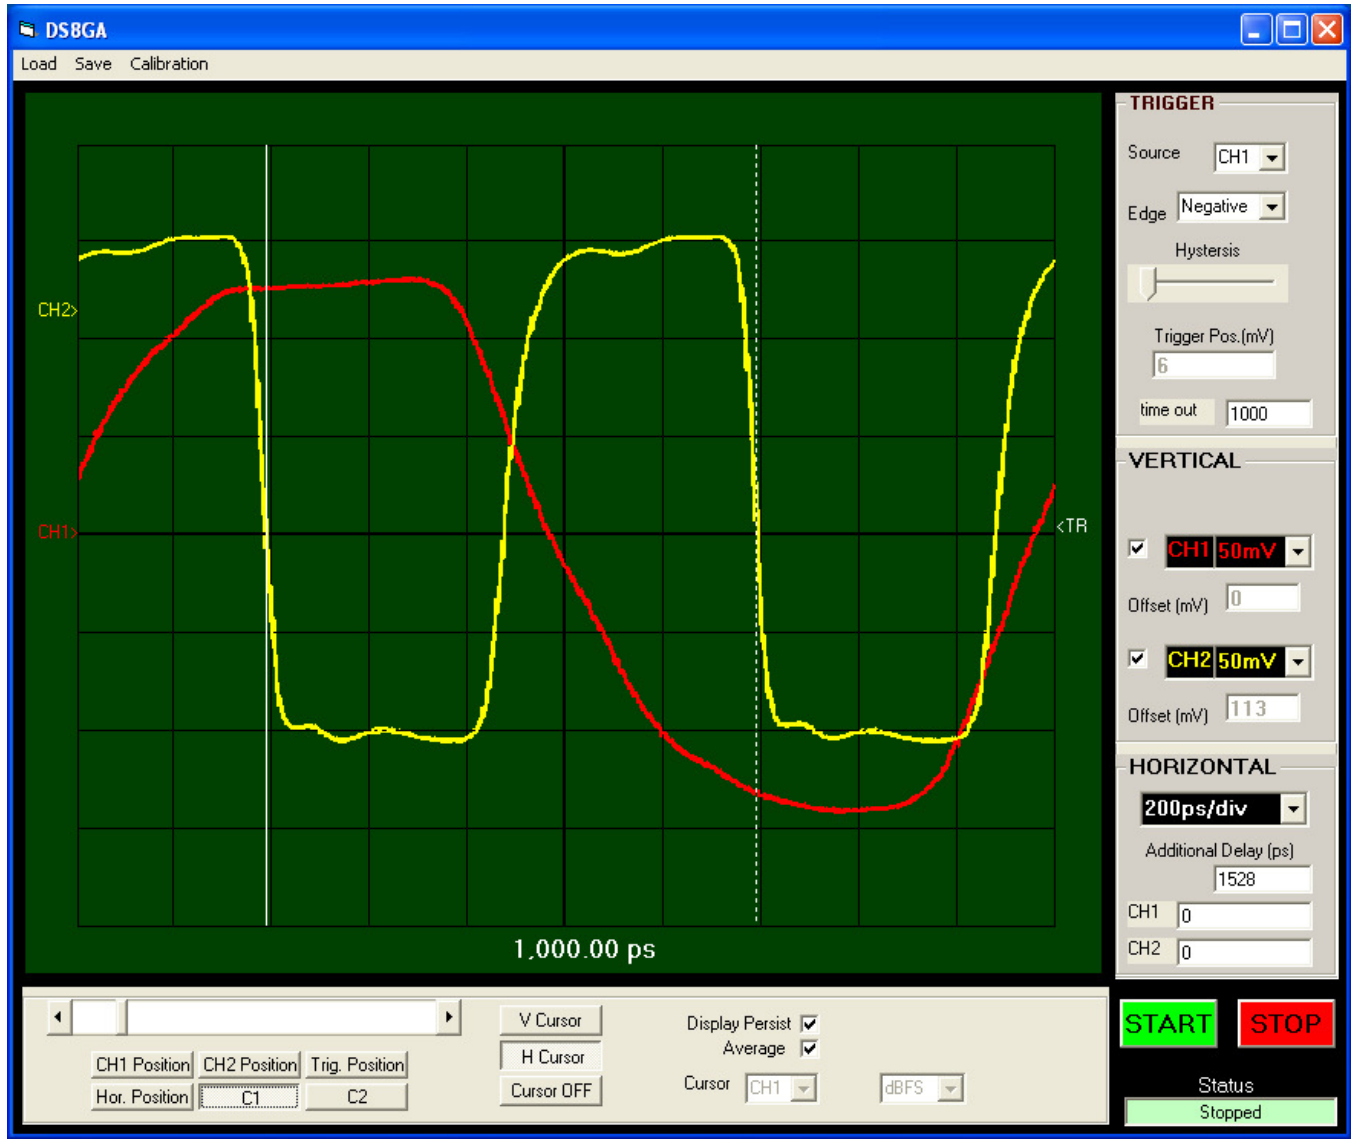 DS8GA
Load Save Calibration
CH2>
CH1>
<TR
1,000.00 ps
TRIGGER
Source CH1
Edge Negative
Hystersis
Trigger Pos.(mV)
6
time out 1000
VERTICAL
CH1 50mV
Offset (mV) 0
CH2 50mV
Offset (mV) 113
HORIZONTAL
200ps/div
Additional Delay (ps)
1528
CH1 0
CH2 0
V Cursor
H Cursor
Cursor OFF
CH1 Position CH2 Position Trig. Position
Hor. Position C1 C2
Display Persist
Average
Cursor CH1 dBFS
START STOP
Status
Stopped